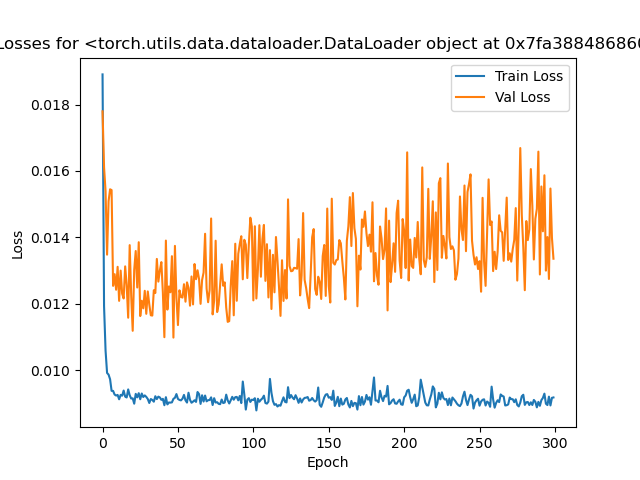 Losses for <torch.utils.data.dataloader.DataLoader object at 0x7fa388486860
Train Loss
Val Loss
0.018
0.016
0.014
0.012
0.010
Loss
0
50
100
150
200
250
300
Epoch